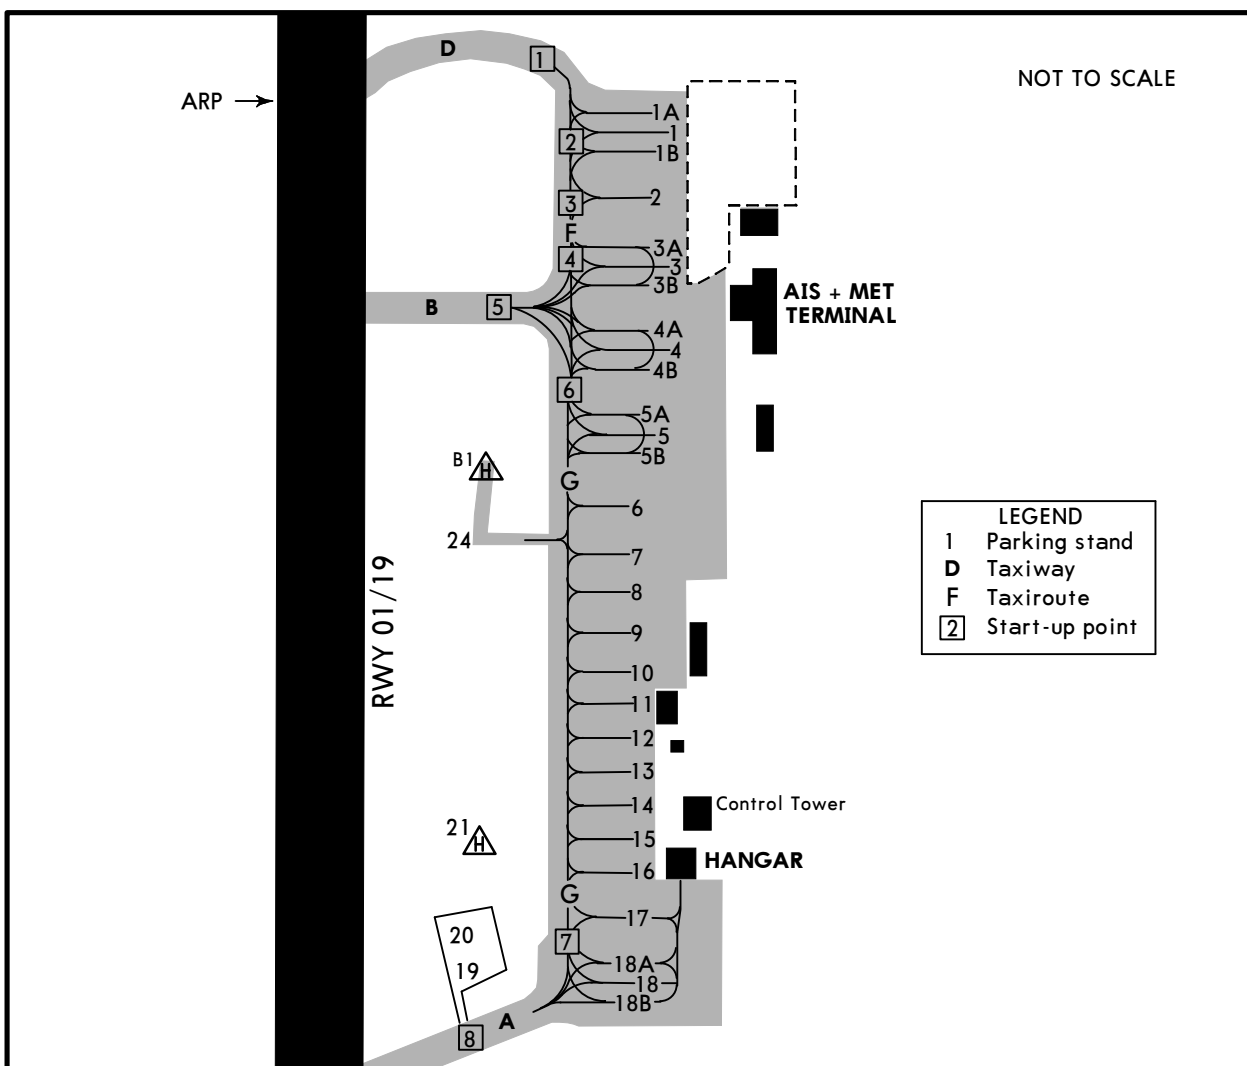 D
1
NOT TO SCALE
ARP
1A
1
2
1B
2
3
F
3A
4
3
3B
B
5
AIS + MET
TERMINAL
4A
4
4B
6
5A
5
5B
B1
H
G
6
24
7
8
9
10
11
12
13
14
15
16
RWY 01/19
LEGEND
1 Parking stand
D Taxiway
F Taxiroute
2 Start-up point
Control Tower
21
H
HANGAR
G
17
20
7
19
18A
18
18B
A
8